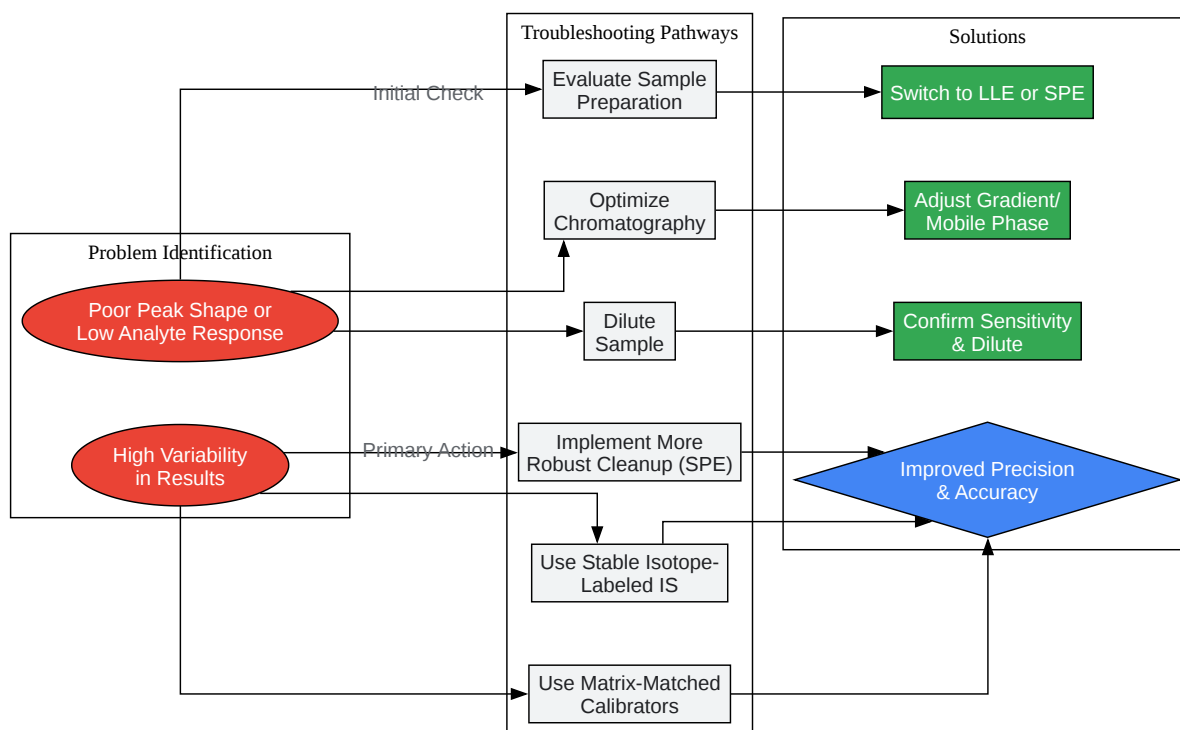 Troubleshooting Pathways
Solutions
Initial Check
Evaluate Sample
Preparation
Switch to LLE or SPE
Optimize
Chromatography
Adjust Gradient/
Mobile Phase
Problem Identification
Poor Peak Shape or
Low Analyte Response
Dilute
Sample
Confirm Sensitivity
& Dilute
High Variability
in Results
Primary Action
Implement More
Robust Cleanup (SPE)
Improved Precision
& Accuracy
Use Stable Isotope-
Labeled IS
Use Matrix-Matched
Calibrators